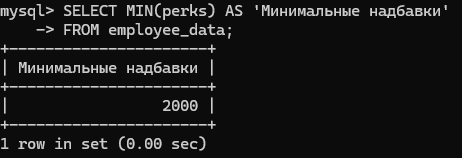 mysql> SELECT MIN(perks) AS 'Минимальные надбавки'
    -> FROM employee_data;
+----------------------+
| Минимальные надбавки |
+----------------------+
|                 2000 |
+----------------------+
1 row in set (0.00 sec)